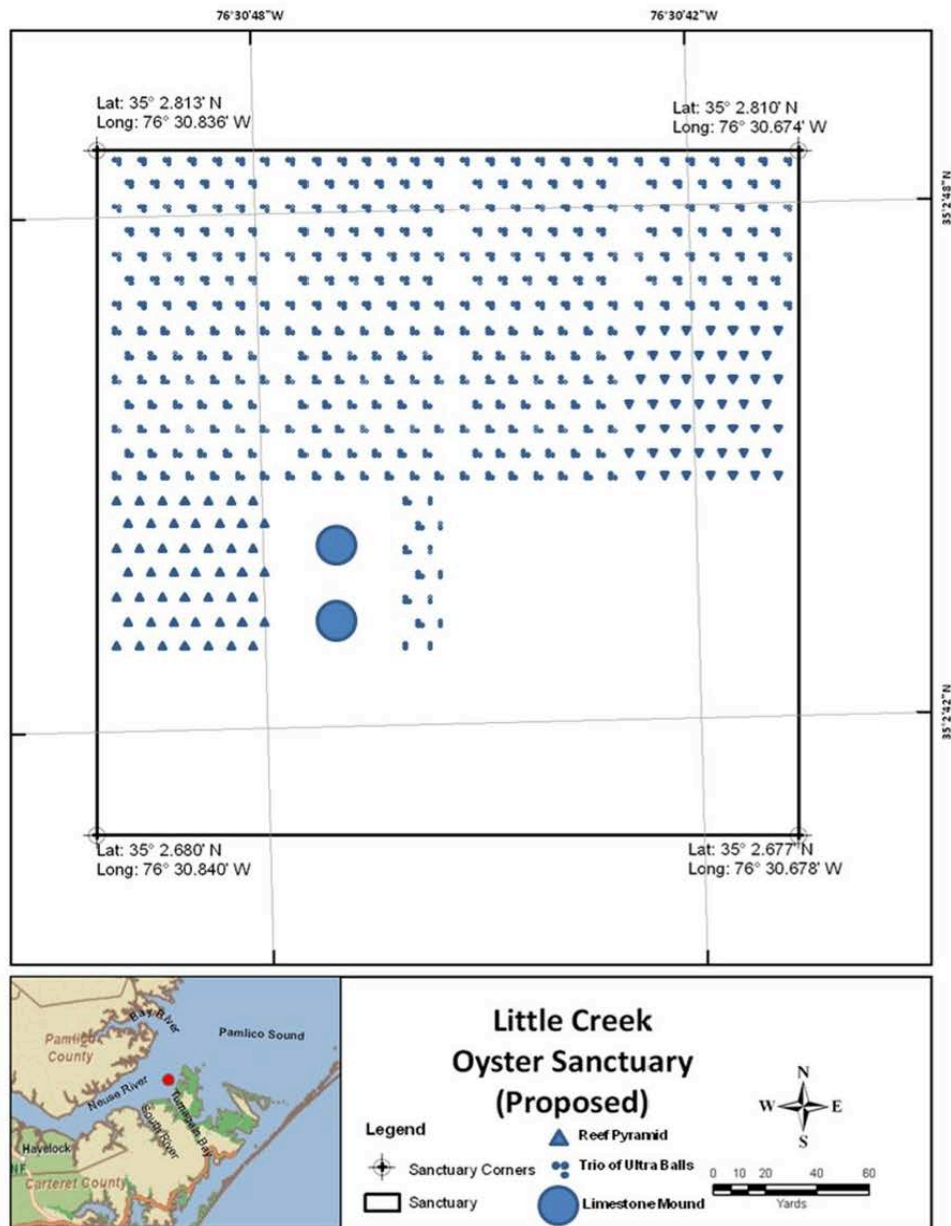 76°30'48"W
76°30'42"W
Lat: 35° 2.813' N
Long: 76° 30.836' W
Lat: 35° 2.810' N
Long: 76° 30.674' W
35°2'48"N
35°2'42"N
Lat: 35° 2.680' N
Long: 76° 30.840' W
Lat: 35° 2.677' N
Long: 76° 30.678' W
Bay River
Pamlico Sound
Pamlico
County
Neuse River
South River
Turnagain Bay
Havelock
NF
Carteret County
Little Creek
Oyster Sanctuary
(Proposed)
Legend
Sanctuary Corners
Sanctuary
Reef Pyramid
Trio of Ultra Balls
Limestone Mound
N
W E
S
0 10 20 40 60
Yards